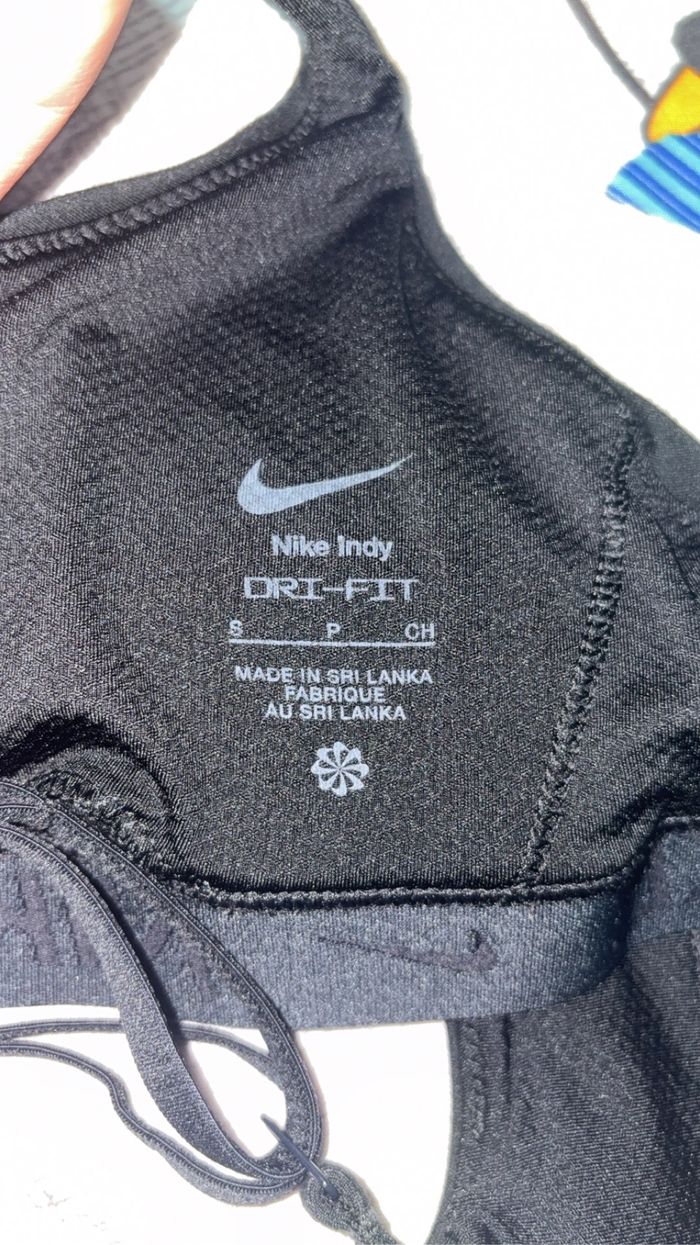 Nike Indy
DRI-FIT
S P CH
MADE IN SRI LANKA
FABRIQUE
AU SRI LANKA